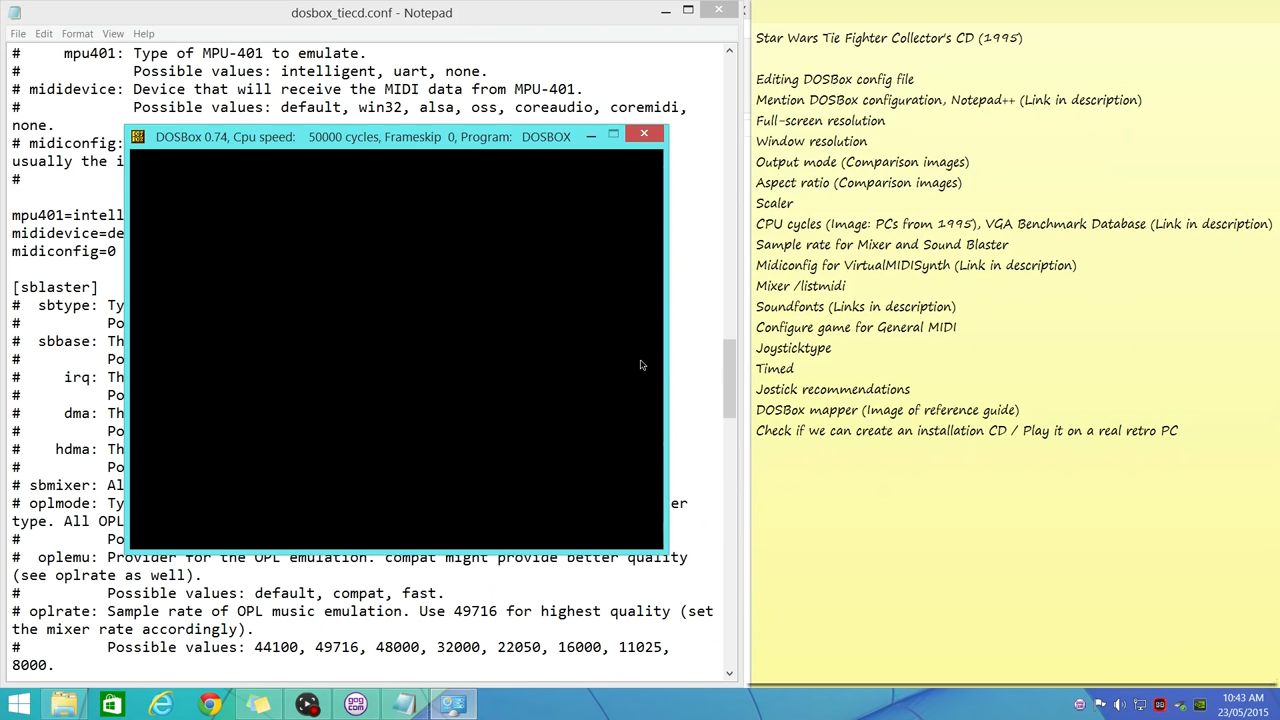 dosbox_tiecd.conf - Notepad
File Edit Format View Help
# mpu401: Type of MPU-401 to emulate.
# Possible values: intelligent, uart, none.
# mididevice: Device that will receive the MIDI data from MPU-401.
# Possible values: default, win32, alsa, oss, coreaudio, coremidi,
none.
# midiconfig:
usually the i
#
mpu401=intell
mididevice=de
midiconfig=0
[sblaster]
# sbtype: Ty
# Po
# sbbase: Th
# Po
# irq: Th
# Po
# dma: Th
# Po
# hdma: Th
# Po
# sbmixer: Al
# oplmode: Ty er
type. All OPL
# Po
# oplemu: Provider for the OPL emulation. compat might provide better quality
(see oplrate as well).
# Possible values: default, compat, fast.
# oplrate: Sample rate of OPL music emulation. Use 49716 for highest quality (set
the mixer rate accordingly).
# Possible values: 44100, 49716, 48000, 32000, 22050, 16000, 11025,
8000.
DOSBox 0.74, Cpu speed: 50000 cycles, Frameskip 0, Program: DOSBOX
Star Wars Tie Fighter Collector's CD (1995)
Editing DOSBox config file
Mention DOSBox configuration, Notepad++ (Link in description)
Full-screen resolution
Window resolution
Output mode (Comparison images)
Aspect ratio (Comparison images)
Scaler
CPU cycles (Image: PCs from 1995), VGA Benchmark Database (Link in description)
Sample rate for Mixer and Sound Blaster
Midiconfig for VirtualMIDISynth (Link in description)
Mixer /listmidi
Soundfonts (Links in description)
Configure game for General MIDI
Joysticktype
Timed
Jostick recommendations
DOSBox mapper (Image of reference guide)
Check if we can create an installation CD / Play it on a real retro PC
gog.com
10:43 AM
23/05/2015